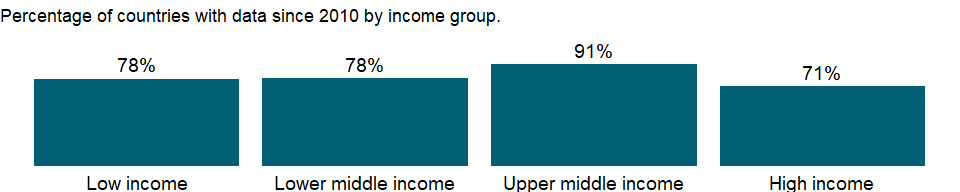 Percentage of countries with data since 2010 by income group.
78% 78% 91% 71%
Low income Lower middle income Upper middle income High income